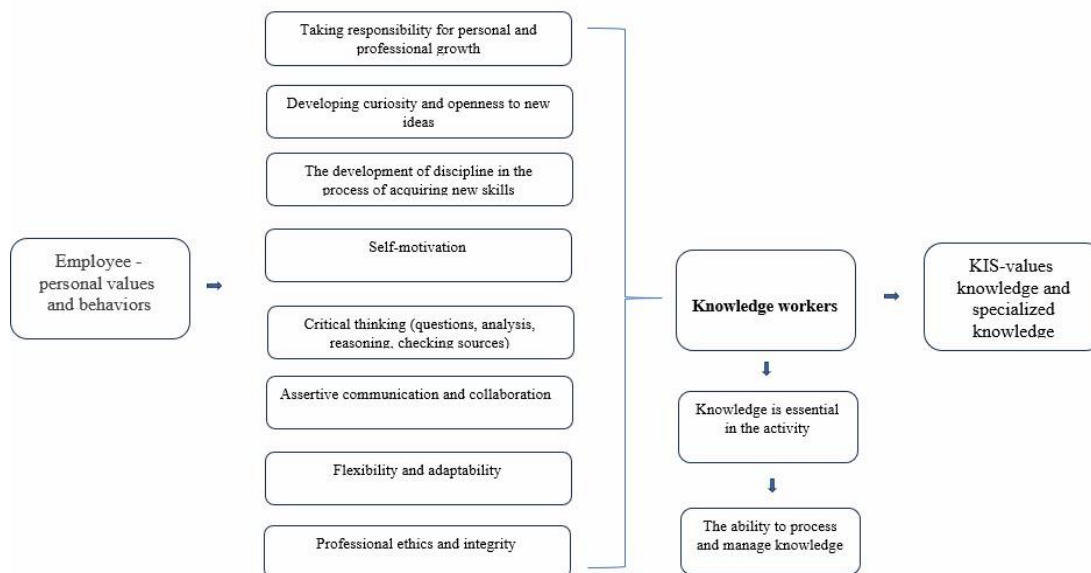 Taking responsibility for personal and
professional growth
Developing curiosity and openness to new
ideas
The development of discipline in the
process of acquiring new skills
Employee -
personal values
and behaviors
Self-motivation
Critical thinking (questions, analysis,
reasoning, checking sources)
Assertive communication and collaboration
Flexibility and adaptability
Professional ethics and integrity
Knowledge workers
KIS-values
knowledge and
specialized
knowledge
Knowledge is essential
in the activity
The ability to process
and manage knowledge